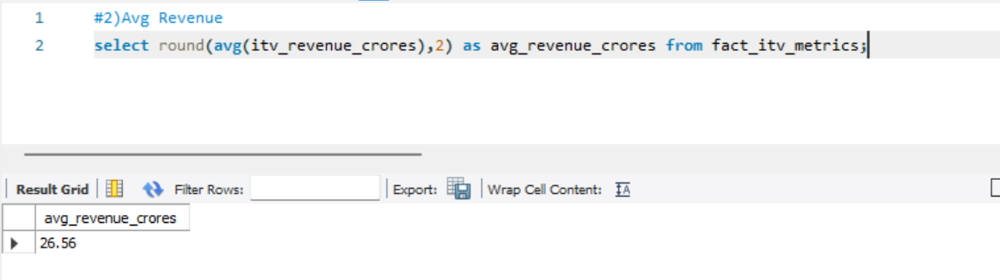 1 #2)Avg Revenue
2 select round(avg(itv_revenue_crores),2) as avg_revenue_crores from fact_itv_metrics;
Result Grid Filter Rows: Export: Wrap Cell Content: IA
avg_revenue_crores
26.56